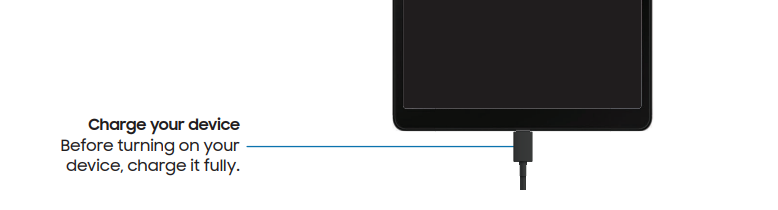 Charge your device
Before turning on your
device, charge it fully.